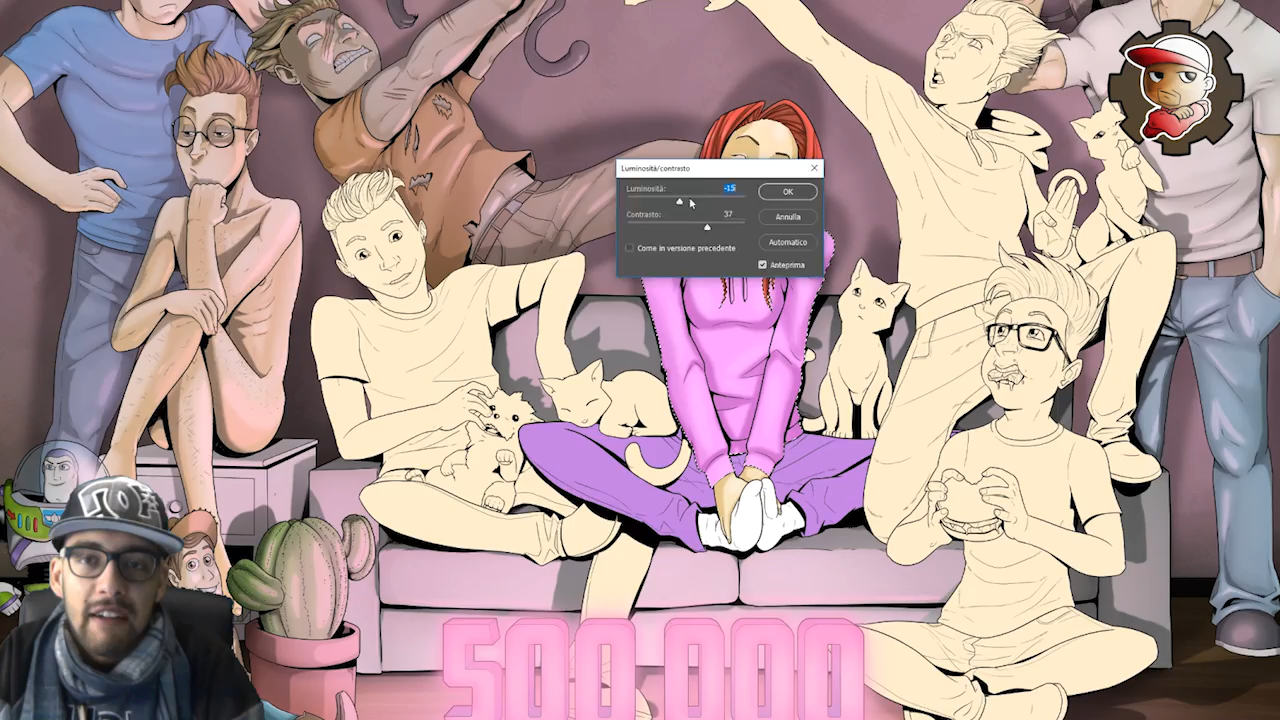 Luminosità/contrasto
Luminosità: -15
OK
Contrasto: 37
Annulla
Automatico
Come in versione precedente
Anteprima
500.000